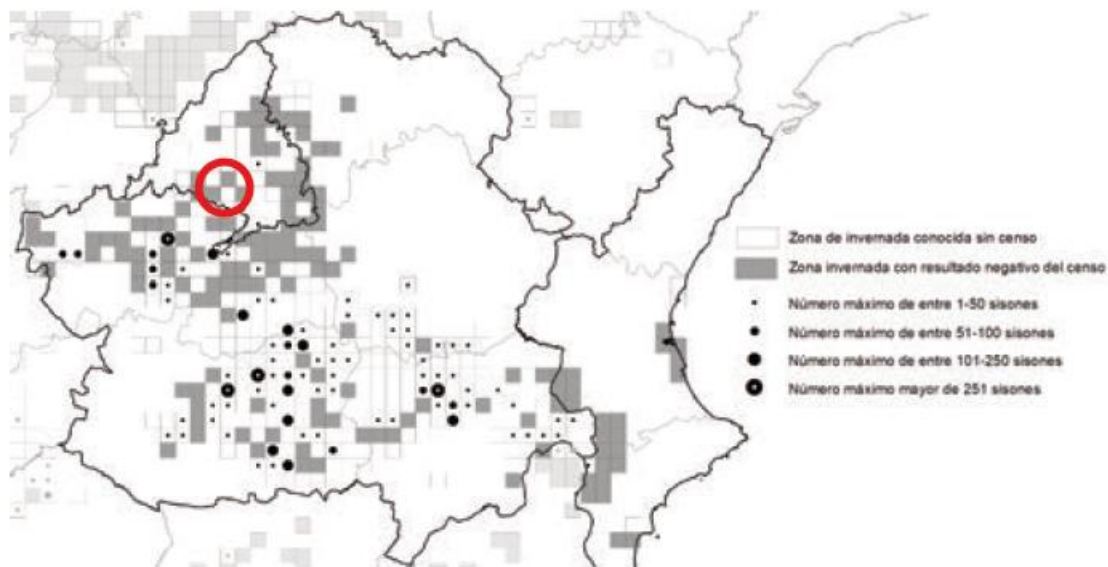 Zona de invernada conocida sin censo
Zona invernada con resultado negativo del censo
Número máximo de entre 1-50 sisones
Número máximo de entre 51-100 sisones
Número máximo de entre 101-250 sisones
Número máximo mayor de 251 sisones